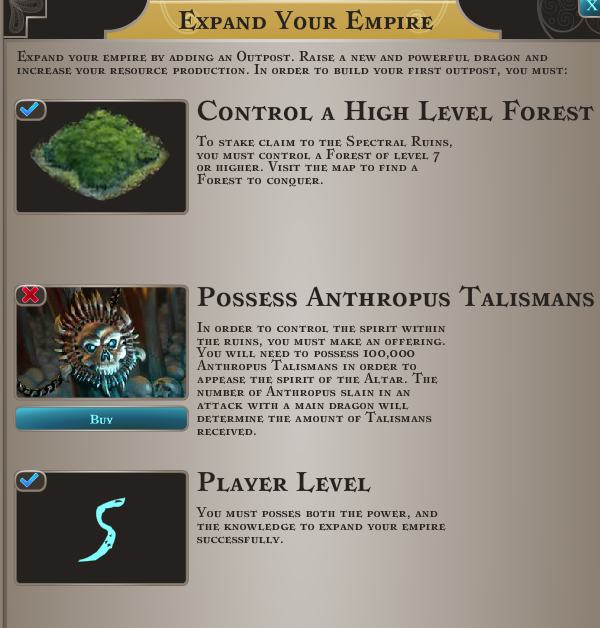 Expand Your Empire
X
Expand your empire by adding an Outpost. Raise a new and powerful dragon and
increase your resource production. In order to build your first outpost, you must:
Control a High Level Forest
To stake claim to the Spectral Ruins,
you must control a Forest of level 7
or higher. Visit the map to find a
Forest to conquer.
Possess Anthropus Talismans
In order to control the spirit within
the ruins, you must make an offering.
You will need to possess 100,000
Anthropus Talismans in order to
appease the spirit of the Altar. The
number of Anthropus slain in an
attack with a main dragon will
determine the amount of Talismans
received.
Buy
Player Level
You must posses both the power, and
the knowledge to expand your empire
successfully.
5